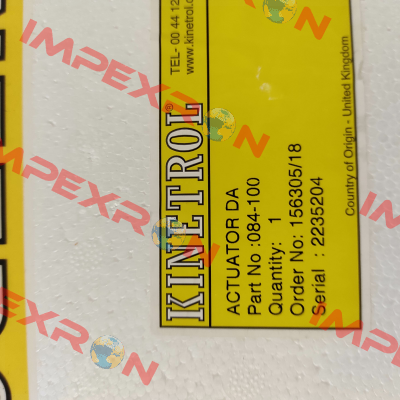 TEL- 00 44 12
www.kinetrol.
KINETROL®
ACTUATOR DA
Part No :084-100
Quantity: 1
Order No: 156305/18
Serial : 2235204
Country of Origin - United Kingdom
IMPEXRON
IMPEXRON
IMPEXRON